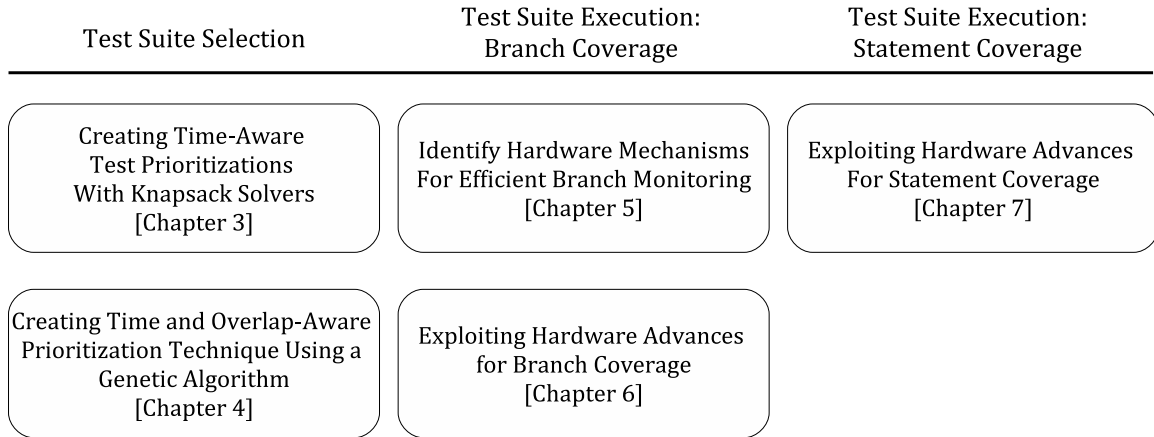 Test Suite Selection
Test Suite Execution:
Branch Coverage
Test Suite Execution:
Statement Coverage
Creating Time-Aware
Test Prioritizations
With Knapsack Solvers
[Chapter 3]
Identify Hardware Mechanisms
For Efficient Branch Monitoring
[Chapter 5]
Exploiting Hardware Advances
For Statement Coverage
[Chapter 7]
Creating Time and Overlap-Aware
Prioritization Technique Using a
Genetic Algorithm
[Chapter 4]
Exploiting Hardware Advances
for Branch Coverage
[Chapter 6]